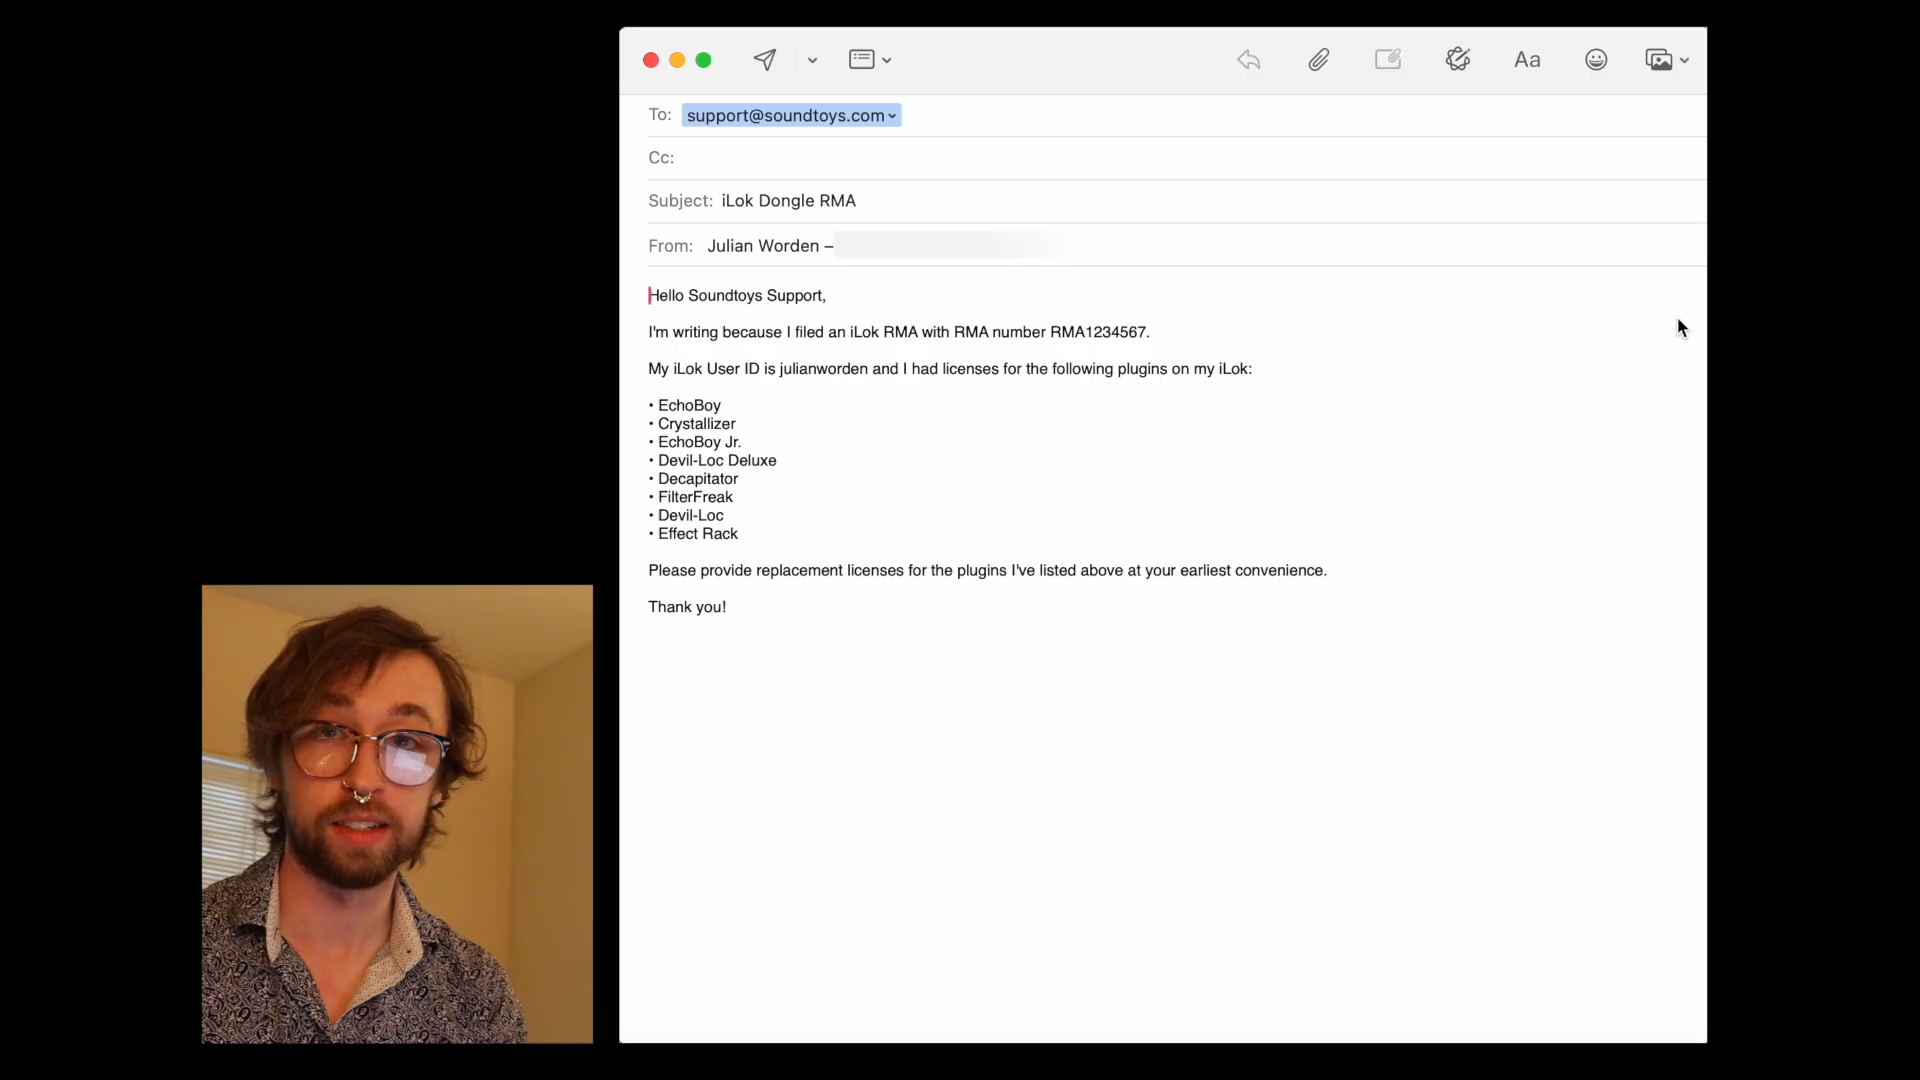 Aa
To: support@soundtoys.com
Cc:
Subject: iLok Dongle RMA
From: Julian Worden –
Hello Soundtoys Support,
I'm writing because I filed an iLok RMA with RMA number RMA1234567.
My iLok User ID is julianworden and I had licenses for the following plugins on my iLok:
• EchoBoy
• Crystallizer
• EchoBoy Jr.
• Devil-Loc Deluxe
• Decapitator
• FilterFreak
• Devil-Loc
• Effect Rack
Please provide replacement licenses for the plugins I've listed above at your earliest convenience.
Thank you!